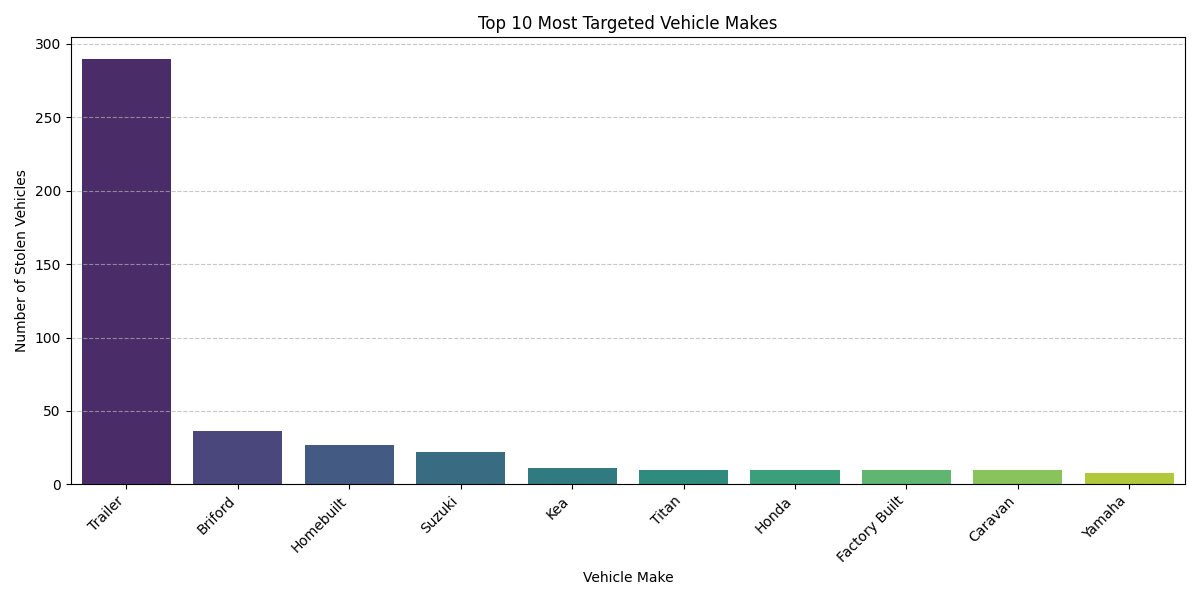 Top 10 Most Targeted Vehicle Makes
Number of Stolen Vehicles
300
250
200
150
100
50
0
Trailer
Briford
Homebuilt
Suzuki
Kea
Titan
Honda
Factory Built
Caravan
Yamaha
Vehicle Make